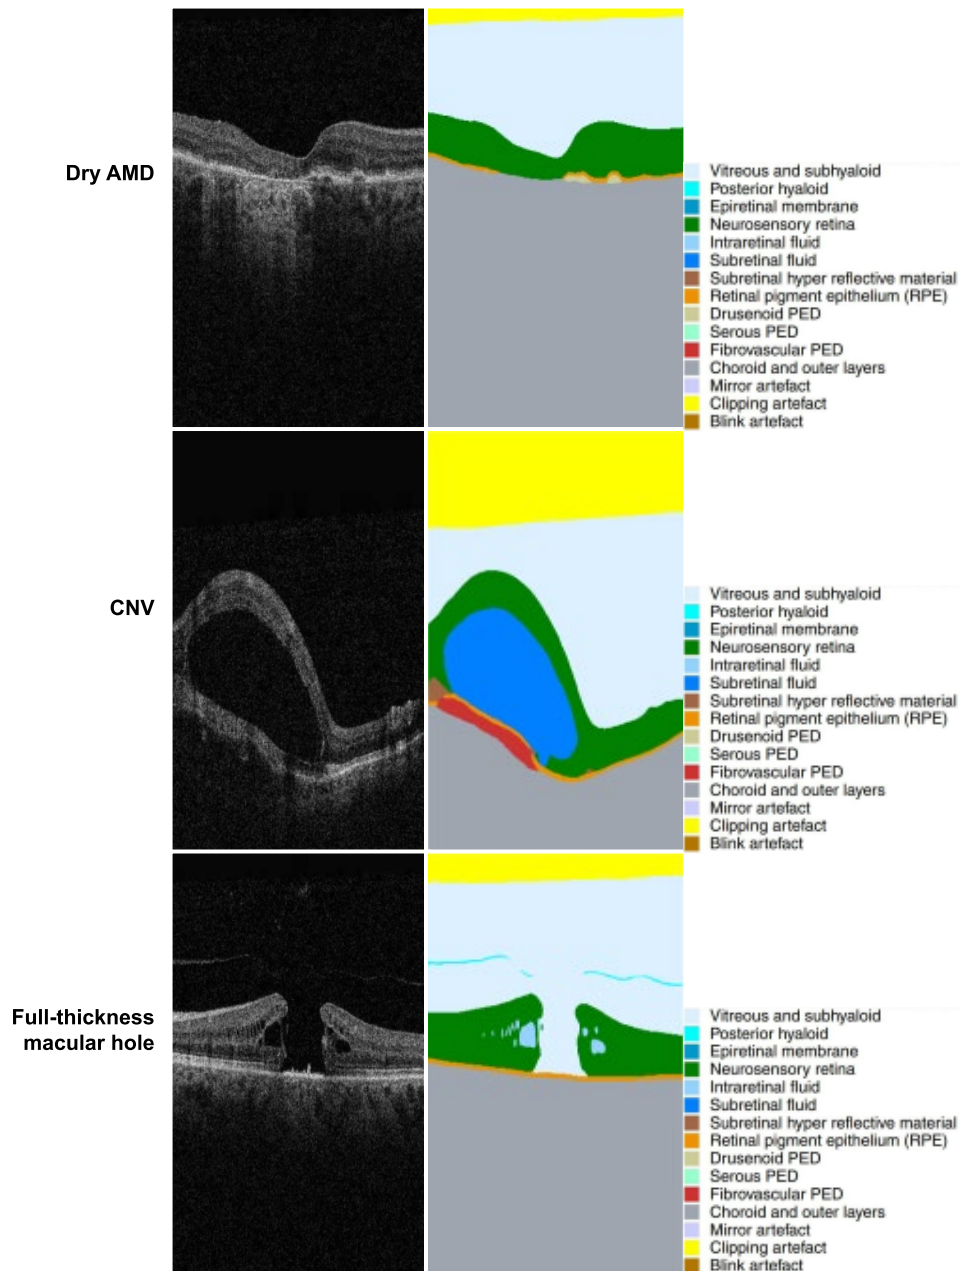 Dry AMD
Vitreous and subhyaloid
Posterior hyaloid
Epiretinal membrane
Neurosensory retina
Intraretinal fluid
Subretinal fluid
Subretinal hyper reflective material
Retinal pigment epithelium (RPE)
Drusenoid PED
Serous PED
Fibrovascular PED
Choroid and outer layers
Mirror artefact
Clipping artefact
Blink artefact
CNV
Vitreous and subhyaloid
Posterior hyaloid
Epiretinal membrane
Neurosensory retina
Intraretinal fluid
Subretinal fluid
Subretinal hyper reflective material
Retinal pigment epithelium (RPE)
Drusenoid PED
Serous PED
Fibrovascular PED
Choroid and outer layers
Mirror artefact
Clipping artefact
Blink artefact
Full-thickness
macular hole
Vitreous and subhyaloid
Posterior hyaloid
Epiretinal membrane
Neurosensory retina
Intraretinal fluid
Subretinal fluid
Subretinal hyper reflective material
Retinal pigment epithelium (RPE)
Drusenoid PED
Serous PED
Fibrovascular PED
Choroid and outer layers
Mirror artefact
Clipping artefact
Blink artefact